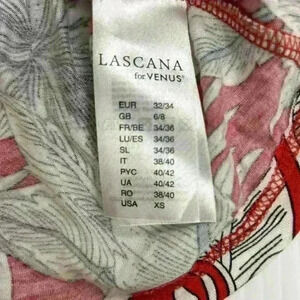 LASCANA
for VENUS®
EUR 32/34
GB 6/8
FR/BE 34/36
LU/ES 34/36
SL 34/36
IT 38/40
РУС 40/42
UA 40/42
RO 38/40
USA XS